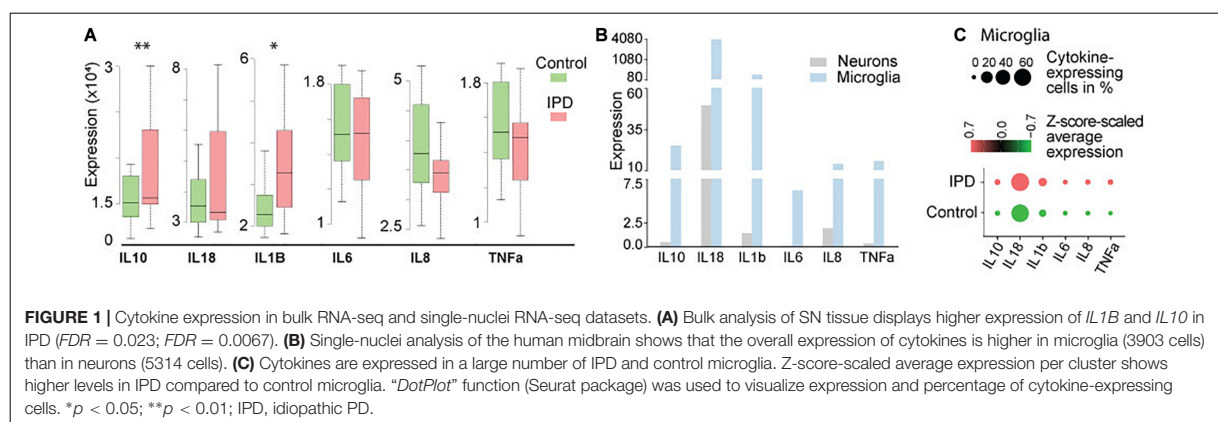 A
B
C Microglia
** * 
Control
IPD
Expression (x10⁴)
3
1.5
0
8
3
6
2
1.8
1
5
2.5
1.8
1
IL10 IL18 IL1B IL6 IL8 TNFa
Neurons
Microglia
Expression
4080
1080
80
60
35
10
7.5
2.5
0.0
IL10 IL18 IL1b IL6 IL8 TNFa
0 20 40 60
Cytokine-
expressing
cells in %
0.7 0.0 -0.7
Z-score-scaled
average
expression
IPD
Control
IL10 IL18 IL1b IL6 IL8 TNFa
FIGURE 1 | Cytokine expression in bulk RNA-seq and single-nuclei RNA-seq datasets. (A) Bulk analysis of SN tissue displays higher expression of IL1B and IL10 in
IPD (FDR = 0.023; FDR = 0.0067). (B) Single-nuclei analysis of the human midbrain shows that the overall expression of cytokines is higher in microglia (3903 cells)
than in neurons (5314 cells). (C) Cytokines are expressed in a large number of IPD and control microglia. Z-score-scaled average expression per cluster shows
higher levels in IPD compared to control microglia. “DotPlot” function (Seurat package) was used to visualize expression and percentage of cytokine-expressing
cells. *p < 0.05; **p < 0.01; IPD, idiopathic PD.